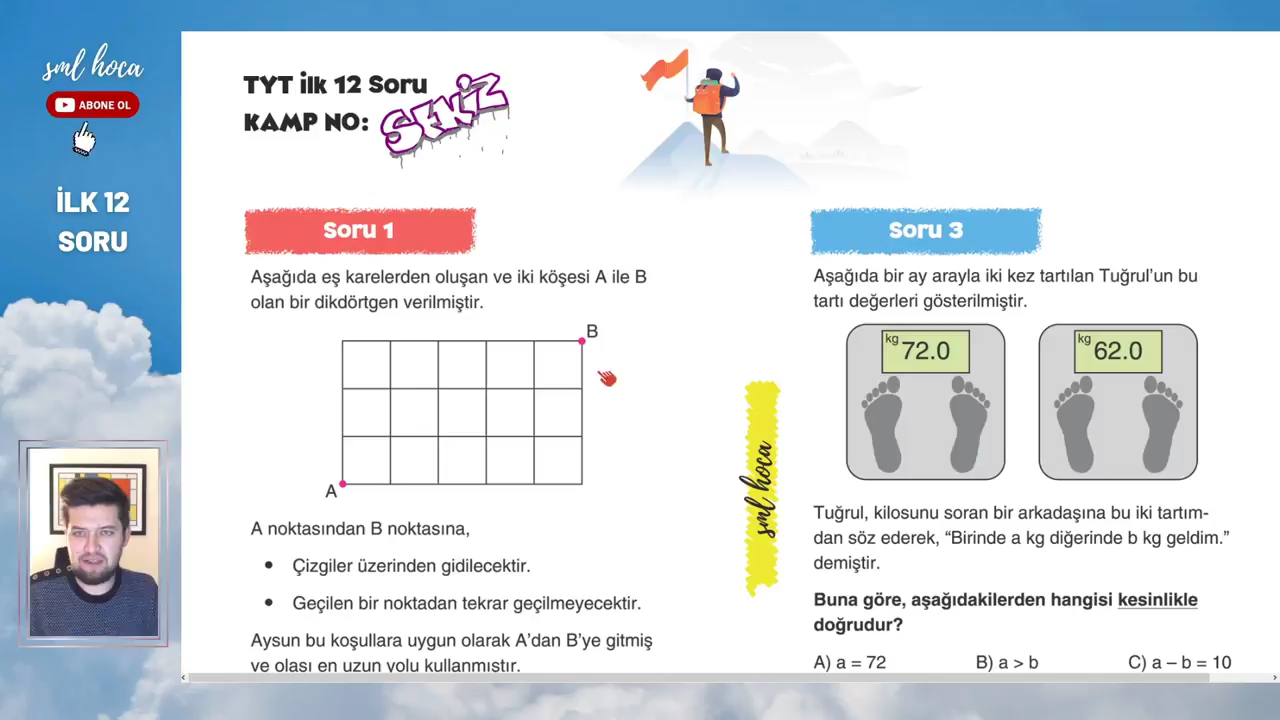 sml hoca
ABONE OL
İLK 12
SORU
TYT ilk 12 Soru
KAMP NO: SENİZ
Soru 1
Aşağıda eş karelerden oluşan ve iki köşesi A ile B
olan bir dikdörtgen verilmiştir.
B
A
A noktasından B noktasına,
• Çizgiler üzerinden gidilecektir.
• Geçilen bir noktadan tekrar geçilmeyecektir.
Aysun bu koşullara uygun olarak A'dan B'ye gitmiş
ve olası en uzun yolu kullanmıştır.
sml hoca
Soru 3
Aşağıda bir ay arayla iki kez tartılan Tuğrul'un bu
tartı değerleri gösterilmiştir.
kg 72.0
kg 62.0
Tuğrul, kilosunu soran bir arkadaşına bu iki tartım-
dan söz ederek, “Birinde a kg diğerinde b kg geldim.”
demiştir.
Buna göre, aşağıdakilerden hangisi kesinlikle
doğrudur?
A) a = 72 B) a > b C) a – b = 10